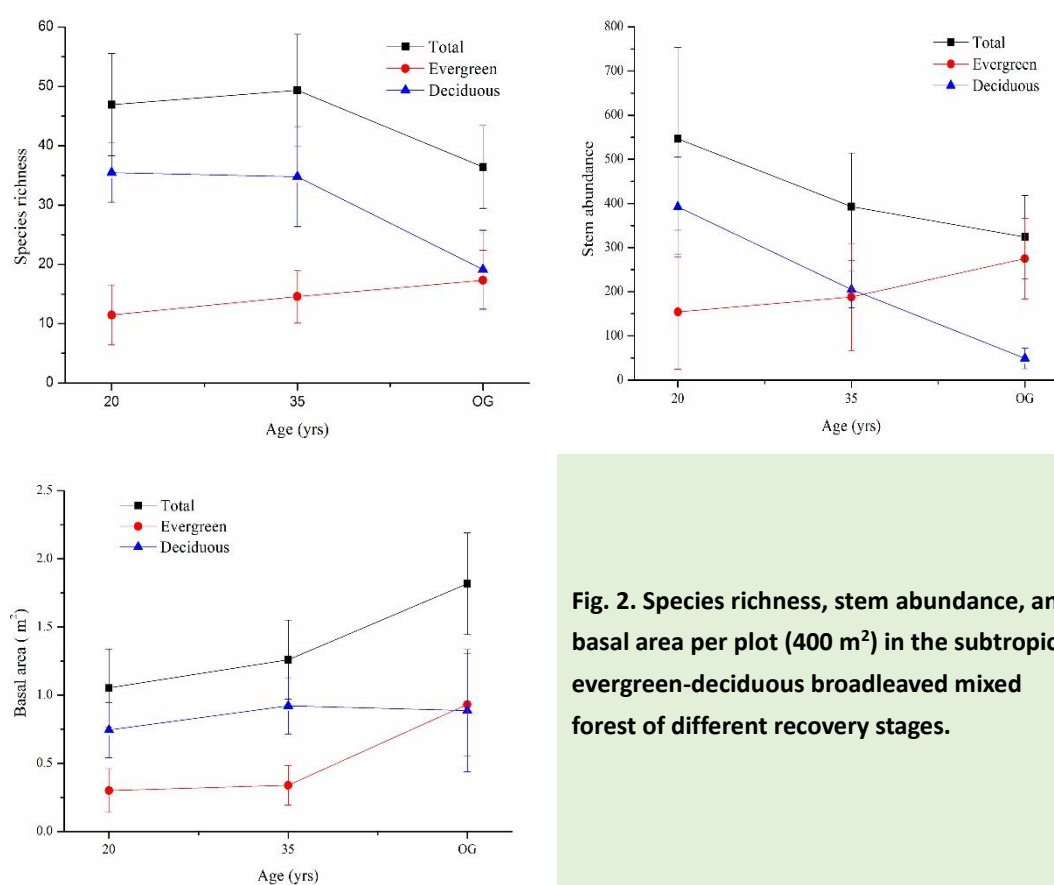 60
50
40
30
20
10
0
Species richness
Total
Evergreen
Deciduous
20 35 OG
Age (yrs)
800
700
600
500
400
300
200
100
0
Stem abundance
Total
Evergreen
Deciduous
20 35 OG
Age (yrs)
2.5
2.0
1.5
1.0
0.5
0.0
Basal area ( m²)
Total
Evergreen
Deciduous
20 35 OG
Age (yrs)
Fig. 2. Species richness, stem abundance, an
basal area per plot (400 m²) in the subtropic
evergreen-deciduous broadleaved mixed
forest of different recovery stages.